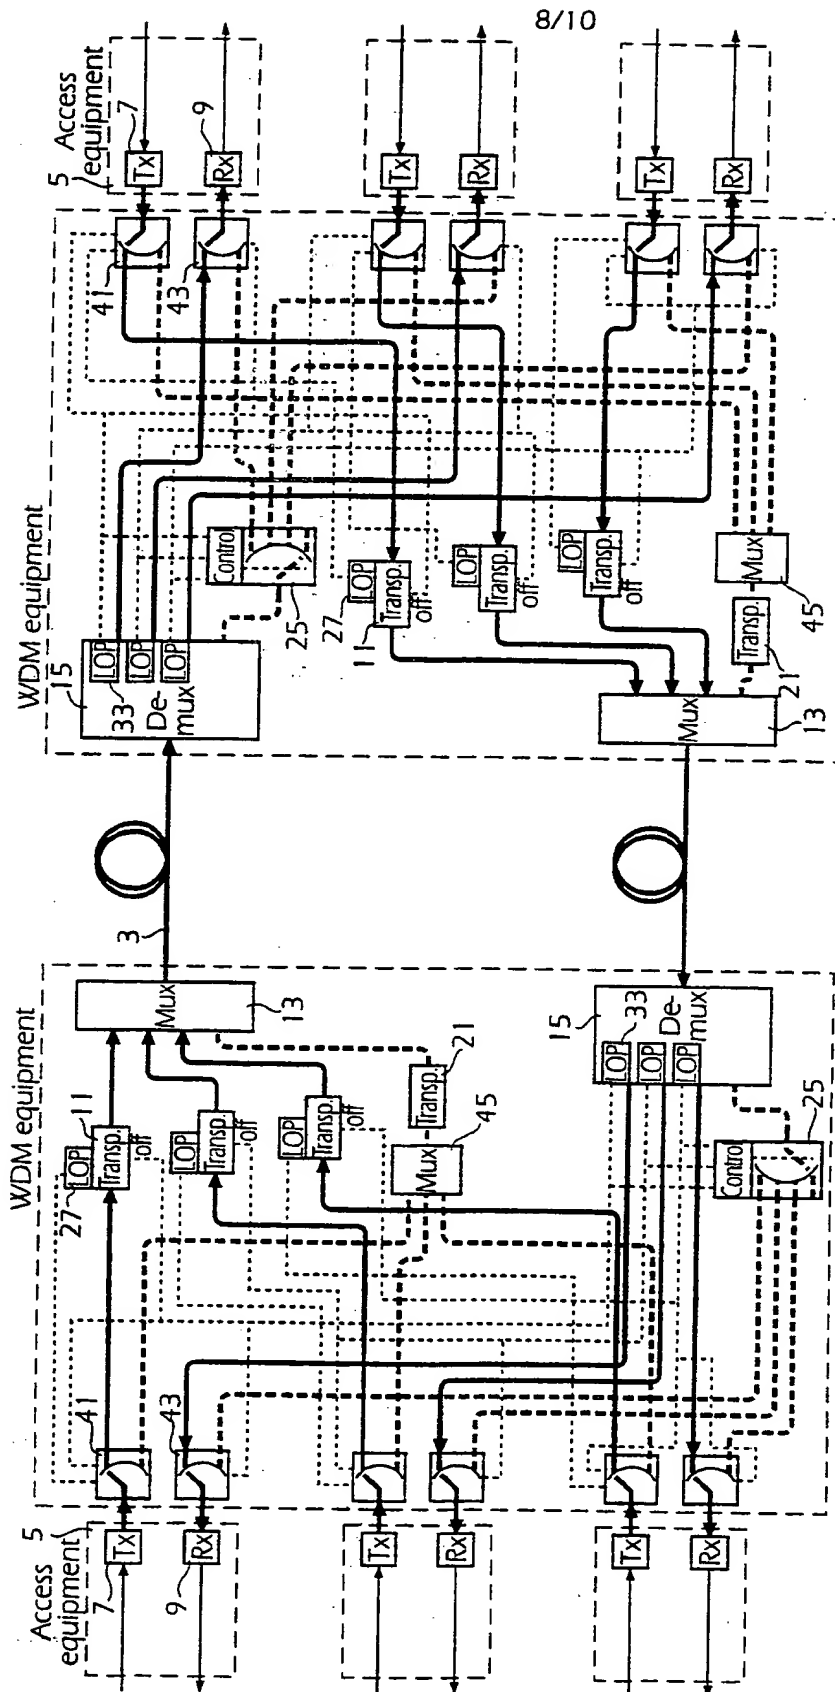 8/10
Access
equipment
5
7
Tx
9
Rx
Tx
Rx
Tx
Rx
WDM equipment
41
43
27
LOP
11
Transp.
off
LOP
Transp.
off
LOP
Transp.
off
Mux
45
Transp.
21
Mux
13
15
LOP
33
LOP
LOP
De-
mux
Control
25
3
WDM equipment
15
LOP
33
LOP
LOP
De-
mux
Control
25
27
LOP
11
Transp.
off
LOP
Transp.
off
LOP
Transp.
off
Mux
45
Transp.
21
Mux
13
41
43
Access
equipment
5
7
Tx
9
Rx
Tx
Rx
Tx
Rx